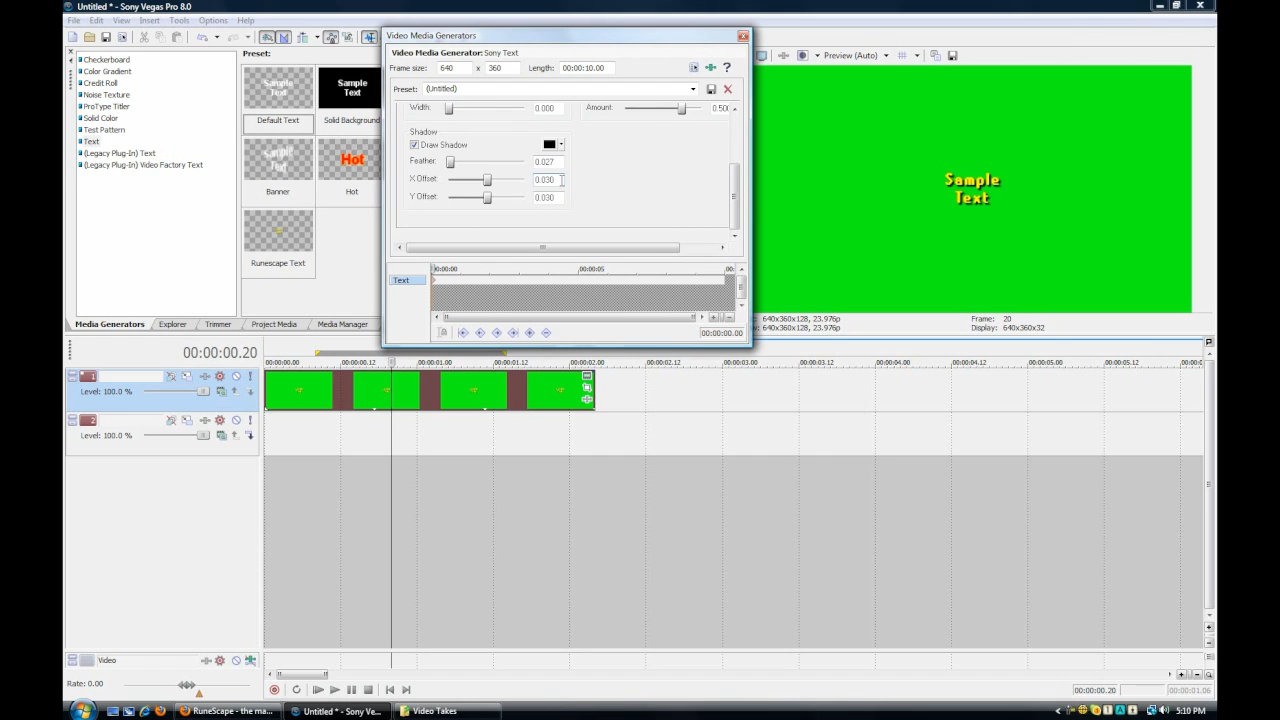 Untitled * - Sony Vegas Pro 8.0
File Edit View Insert Tools Options Help
Checkerboard
Color Gradient
Credit Roll
Noise Texture
ProType Titler
Solid Color
Test Pattern
Text
(Legacy Plug-In) Text
(Legacy Plug-In) Video Factory Text
Preset:
Sample
Text
Default Text
Sample
Text
Solid Background
Banner
Hot
Hot
Runescape Text
Media Generators Explorer Trimmer Project Media Media Manager
Video Media Generators
Video Media Generator: Sony Text
Frame size: 640 x 360 Length: 00:00:10.00
Preset: (Untitled)
Width: 0.000 Amount: 0.500
Shadow
Draw Shadow
Feather: 0.027
X Offset: 0.030
Y Offset: 0.030
00:00:00 00:00:05 00:
Text
00:00:00.00
Preview (Auto)
Sample
Text
640x360x128, 23.976p Frame: 20
640x360x128, 23.976p Display: 640x360x32
00:00:00.20
00:00:00.00 00:00:00.12 00:00:01.00 00:00:01.12 00:00:02.00 00:00:03.00 00:00:03.12 00:00:04.00 00:00:04.12 00:00:05.00 00:00:05.12
1
Level: 100.0 %
2
Level: 100.0 %
Video
Rate: 0.00
00:00:00.20 00:00:01.06
RuneScape - the ma... Untitled * - Sony Ve... Video Takes 5:10 PM